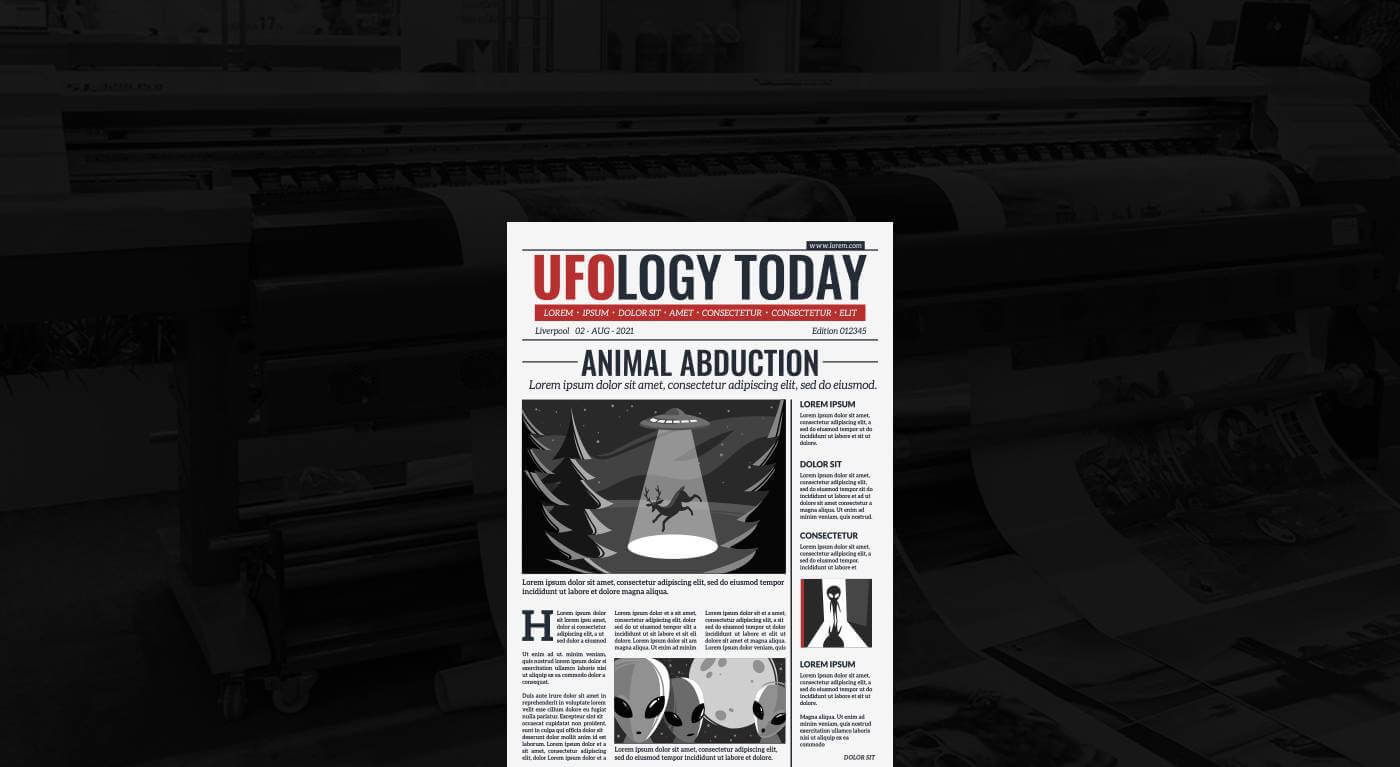 17
www.lorem.com
UFOLOGY TODAY
LOREM • IPSUM • DOLOR SIT • AMET • CONSECTETUR • CONSECTETUR • ELIT
Liverpool 02 - AUG - 2021
Edition 012345
ANIMAL ABDUCTION
Lorem ipsum dolor sit amet, consectetur adipiscing elit, sed do eiusmod.
Lorem ipsum dolor sit amet, consectetur adipiscing elit, sed do eiusmod tempor
incididunt ut labore et dolore magna aliqua.
H
Lorem ipsum dolor
sit lorem ipsu amet,
dolor si consectetur
adipiscing elit, a ut
sed dolor a eiusmod
Ut enim ad ut. minim veniam,
quis nostrud lorem ipsum dolor si
exercitation ullamco laboris nisi
ut aliquip ex ea commodo dolor a
consequat.
Duis aute irure dolor sit amet in
reprehenderit in voluptate lorem
velit esse cillum dolore eu fugiat
nulla pariatur. Excepteur sint sit
occaecat cupidatat non proident,
sunt in culpa qui officia dolor sit
deserunt dolor mollit anim id est
laborum. Lorem ipsum dolor et a
sit amet, consectetur adipiscing
elit, dolor Lorem ipsum dolor et a
Lorem ipsum dolor et a sit amet,
consectetur adipiscing elit, a sit
sed do ut eiusmod tempor elit a
incididunt ut sit labore et sit eli
dolore. Lorem ipsum dolor sit am
magna aliqua. Ut enim ad minim
Lorem ipsum dolor sit et a amet,
consectetur adipiscing elit, a sit
sed do eiusmod tempor ut dolor
incididunt ut labore et elit ut
dolore et dolor et a magna aliqua.
Lorem ipsum dolor veniam, quis
Lorem ipsum dolor sit amet, consectetur adipiscing elit,
sed do eiusmod tempor incididunt ut labore et dolore.
LOREM IPSUM
Lorem ipsum dolor sit amet,
consectetur adipiscing elit, a
sed do eiusmod tempor ut do
incididunt ut labore et sit ut
dolore.
DOLOR SIT
Lorem ipsum dolor sit amet,
consectetur adipiscing elit,
sed do eiusmod tempor sit do
incididunt ut labore et ad ut
dolore sit amet consectetur a
magna aliqua. Ut enim ad
minim veniam, quis nostrud.
CONSECTETUR
Lorem ipsum dolor sit amet,
consectetur adipiscing elit, a
sed do eiusmod tempor.
incididunt ut labore et
LOREM IPSUM
Lorem ipsum dolor sit amet,
consectetur adipiscing elit, a
sed do eiusmod tempor ut do
incididunt ut labore et sit ut
dolore.
Magna aliqua. Ut enim ad
minim veniam, quis nostrud
exercitation ullamco laboris
nisi ut aliquip ex ea
commodo
DOLOR SIT